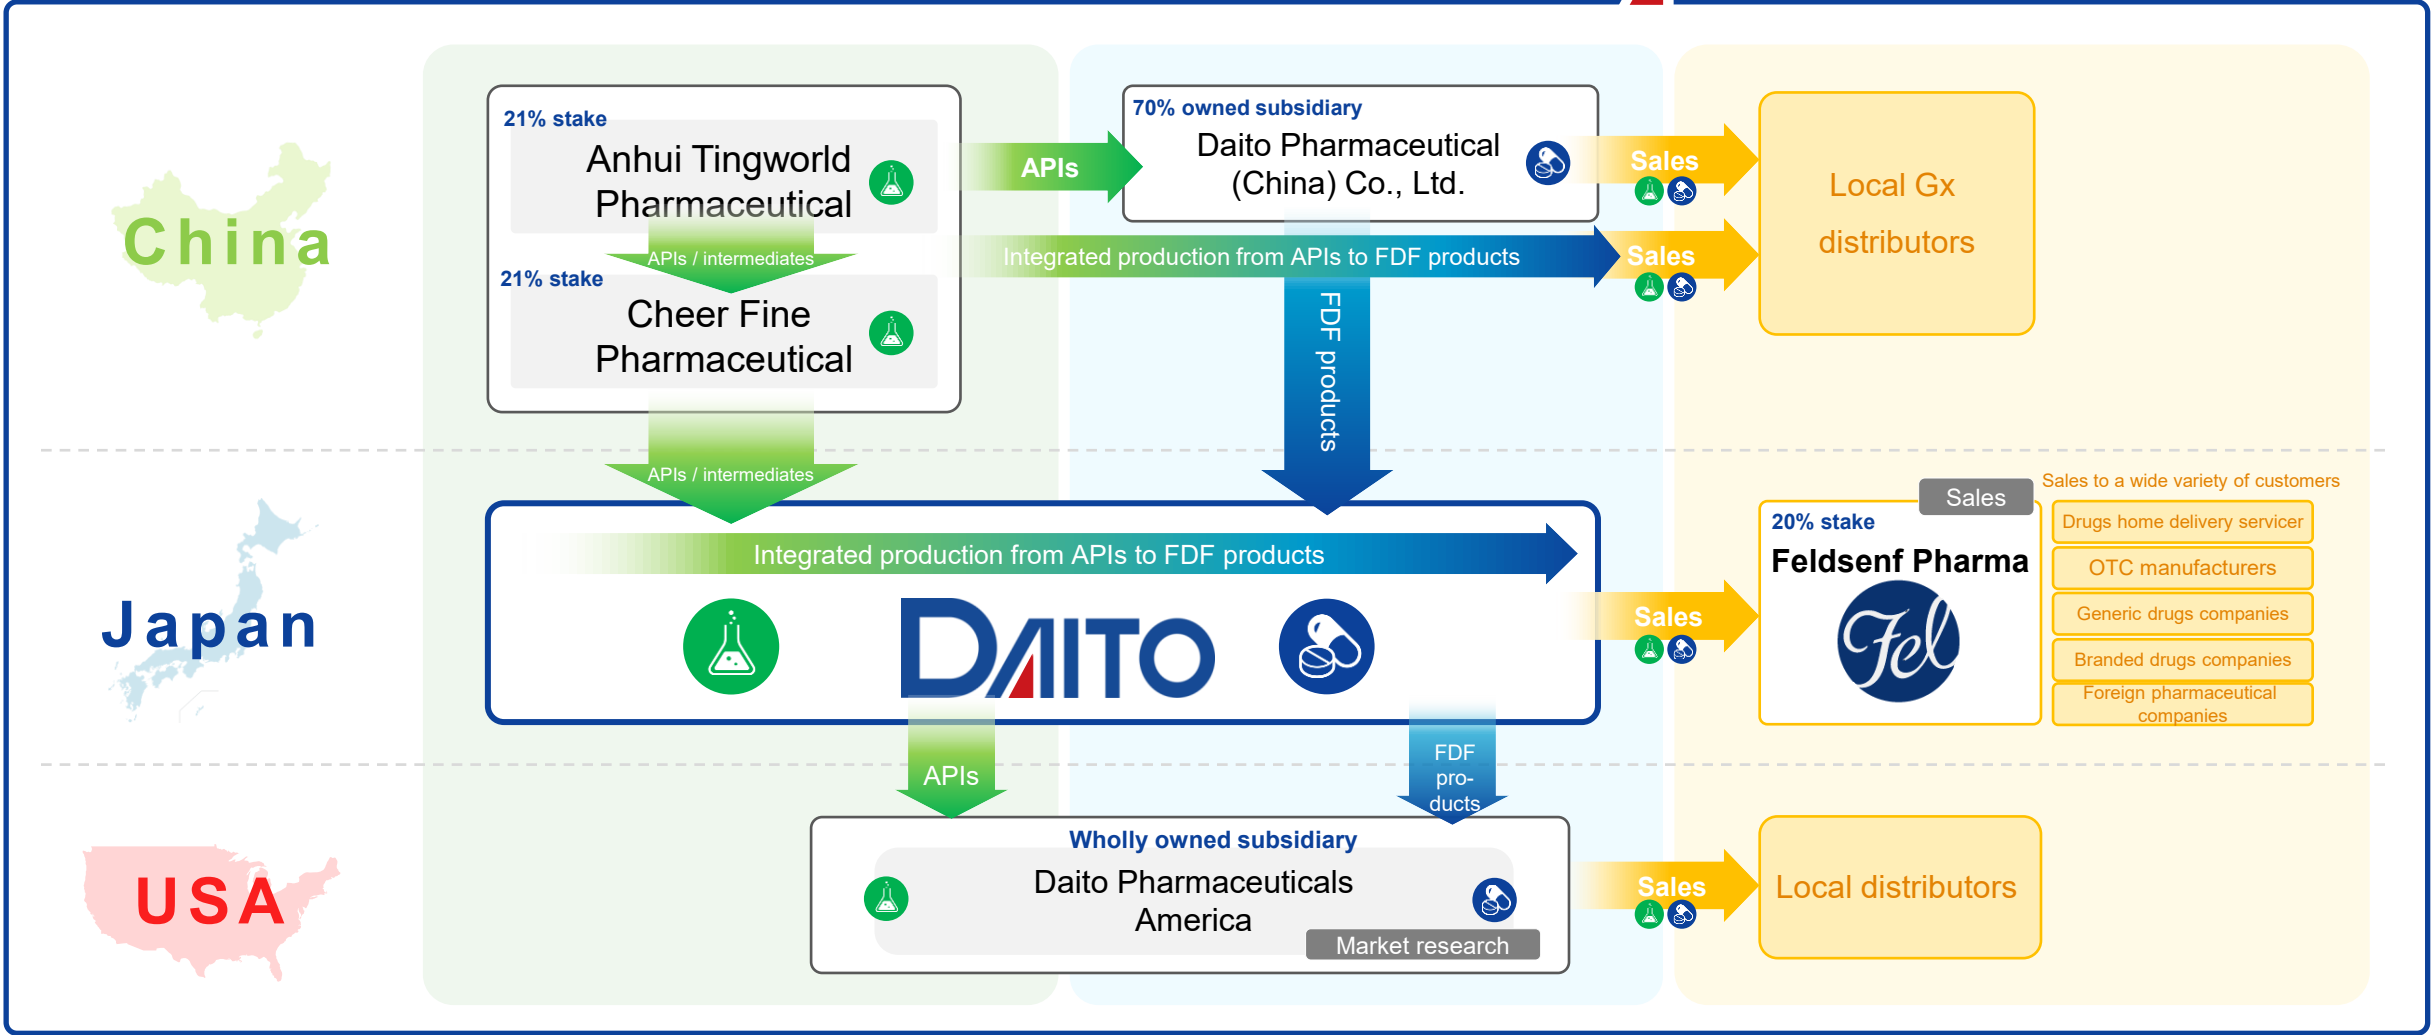 China
21% stake
Anhui Tingworld
Pharmaceutical
APIs / intermediates
21% stake
Cheer Fine
Pharmaceutical
APIs
70% owned subsidiary
Daito Pharmaceutical
(China) Co., Ltd.
Sales
Integrated production from APIs to FDF products
Sales
Local Gx
distributors
FDF products
APIs / intermediates
Japan
Integrated production from APIs to FDF products
DAITO
Sales
Sales
20% stake
Feldsenf Pharma
Fel
Sales to a wide variety of customers
Drugs home delivery servicer
OTC manufacturers
Generic drugs companies
Branded drugs companies
Foreign pharmaceutical
companies
APIs
FDF
pro-
ducts
USA
Wholly owned subsidiary
Daito Pharmaceuticals
America
Market research
Sales
Local distributors